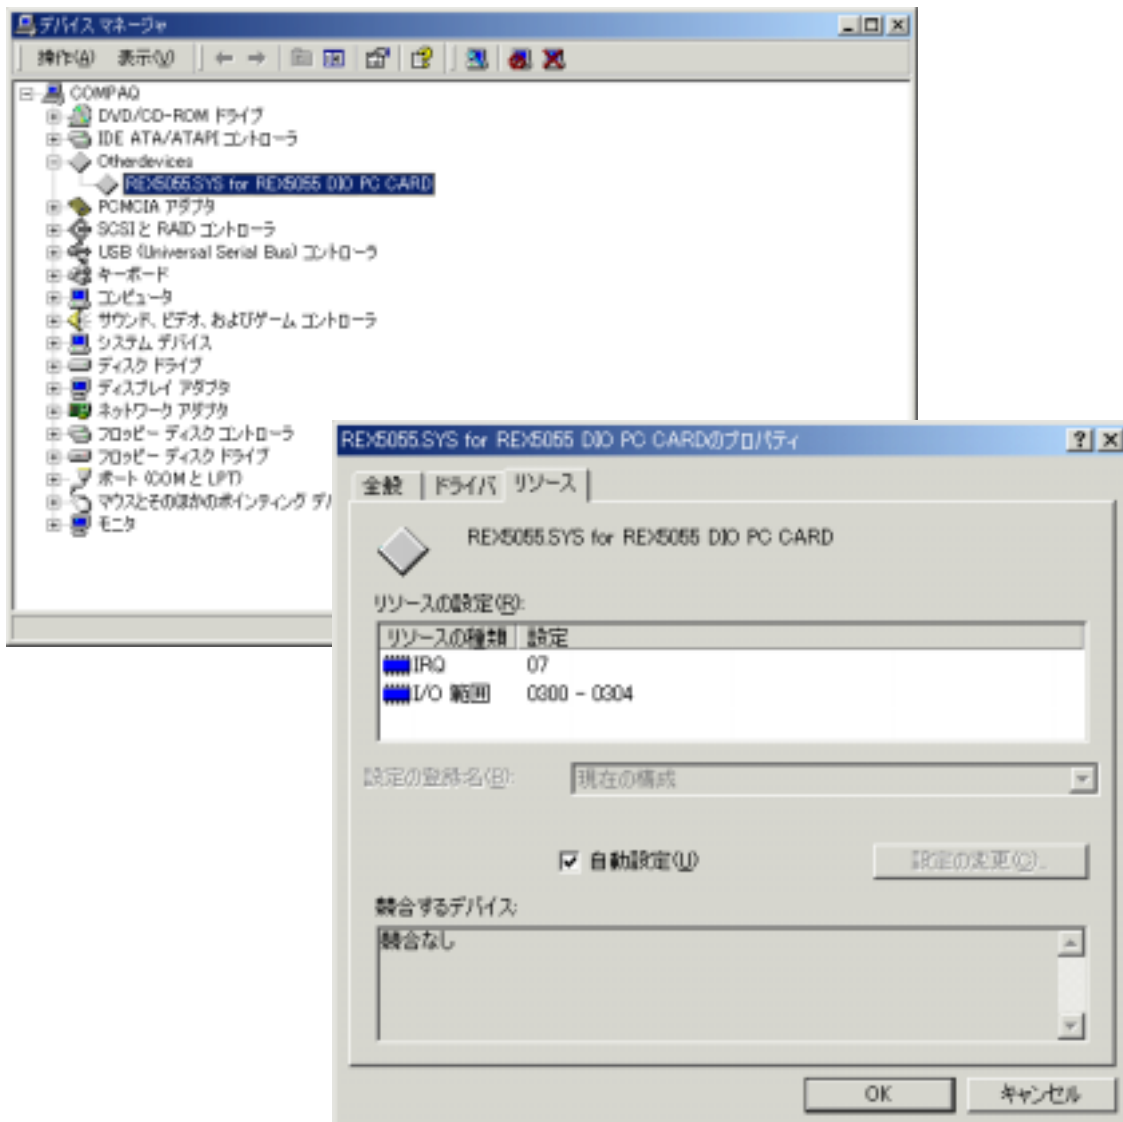 デバイス マネージャ
操作(A) 表示(V)
COMPAQ
DVD/CD-ROM ドライブ
IDE ATA/ATAPI コントローラ
Otherdevices
REX5055.SYS for REX5055 DIO PC CARD
PCMCIA アダプタ
SCSI と RAID コントローラ
USB (Universal Serial Bus) コントローラ
キーボード
コンピュータ
サウンド、ビデオ、およびゲーム コントローラ
システム デバイス
ディスク ドライブ
ディスプレイ アダプタ
ネットワーク アダプタ
フロッピー ディスク コントローラ
フロッピー ディスク ドライブ
ポート (COM と LPT)
マウスとそのほかのポインティング デバ
モニタ
REX5055.SYS for REX5055 DIO PC CARDのプロパティ
全般 ドライバ リソース
REX5055.SYS for REX5055 DIO PC CARD
リソースの設定(R):
リソースの種類 設定
IRQ 07
I/O 範囲 0300 - 0304
設定の登録名(B): 現在の構成
自動設定(U) 設定の変更(C)...
競合するデバイス:
競合なし
OK キャンセル